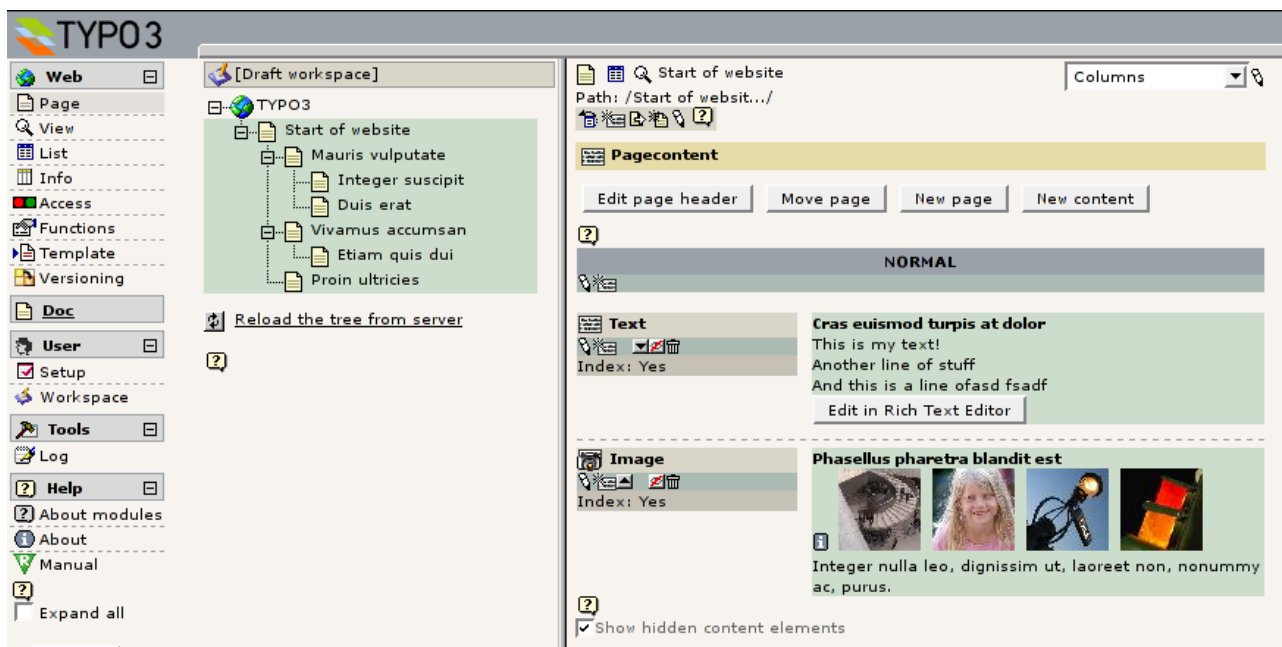 TYPO3
Web
Page
View
List
Info
Access
Functions
Template
Versioning
Doc
User
Setup
Workspace
Tools
Log
Help
About modules
About
Manual
Expand all
[Draft workspace]
TYPO3
Start of website
Mauris vulputate
Integer suscipit
Duis erat
Vivamus accumsan
Etiam quis dui
Proin ultricies
Reload the tree from server
Start of website
Columns
Path: /Start of websit.../
Pagecontent
Edit page header Move page New page New content
NORMAL
Text
Index: Yes
Cras euismod turpis at dolor
This is my text!
Another line of stuff
And this is a line ofasd fsadf
Edit in Rich Text Editor
Image
Index: Yes
Phasellus pharetra blandit est
Integer nulla leo, dignissim ut, laoreet non, nonummy
ac, purus.
Show hidden content elements